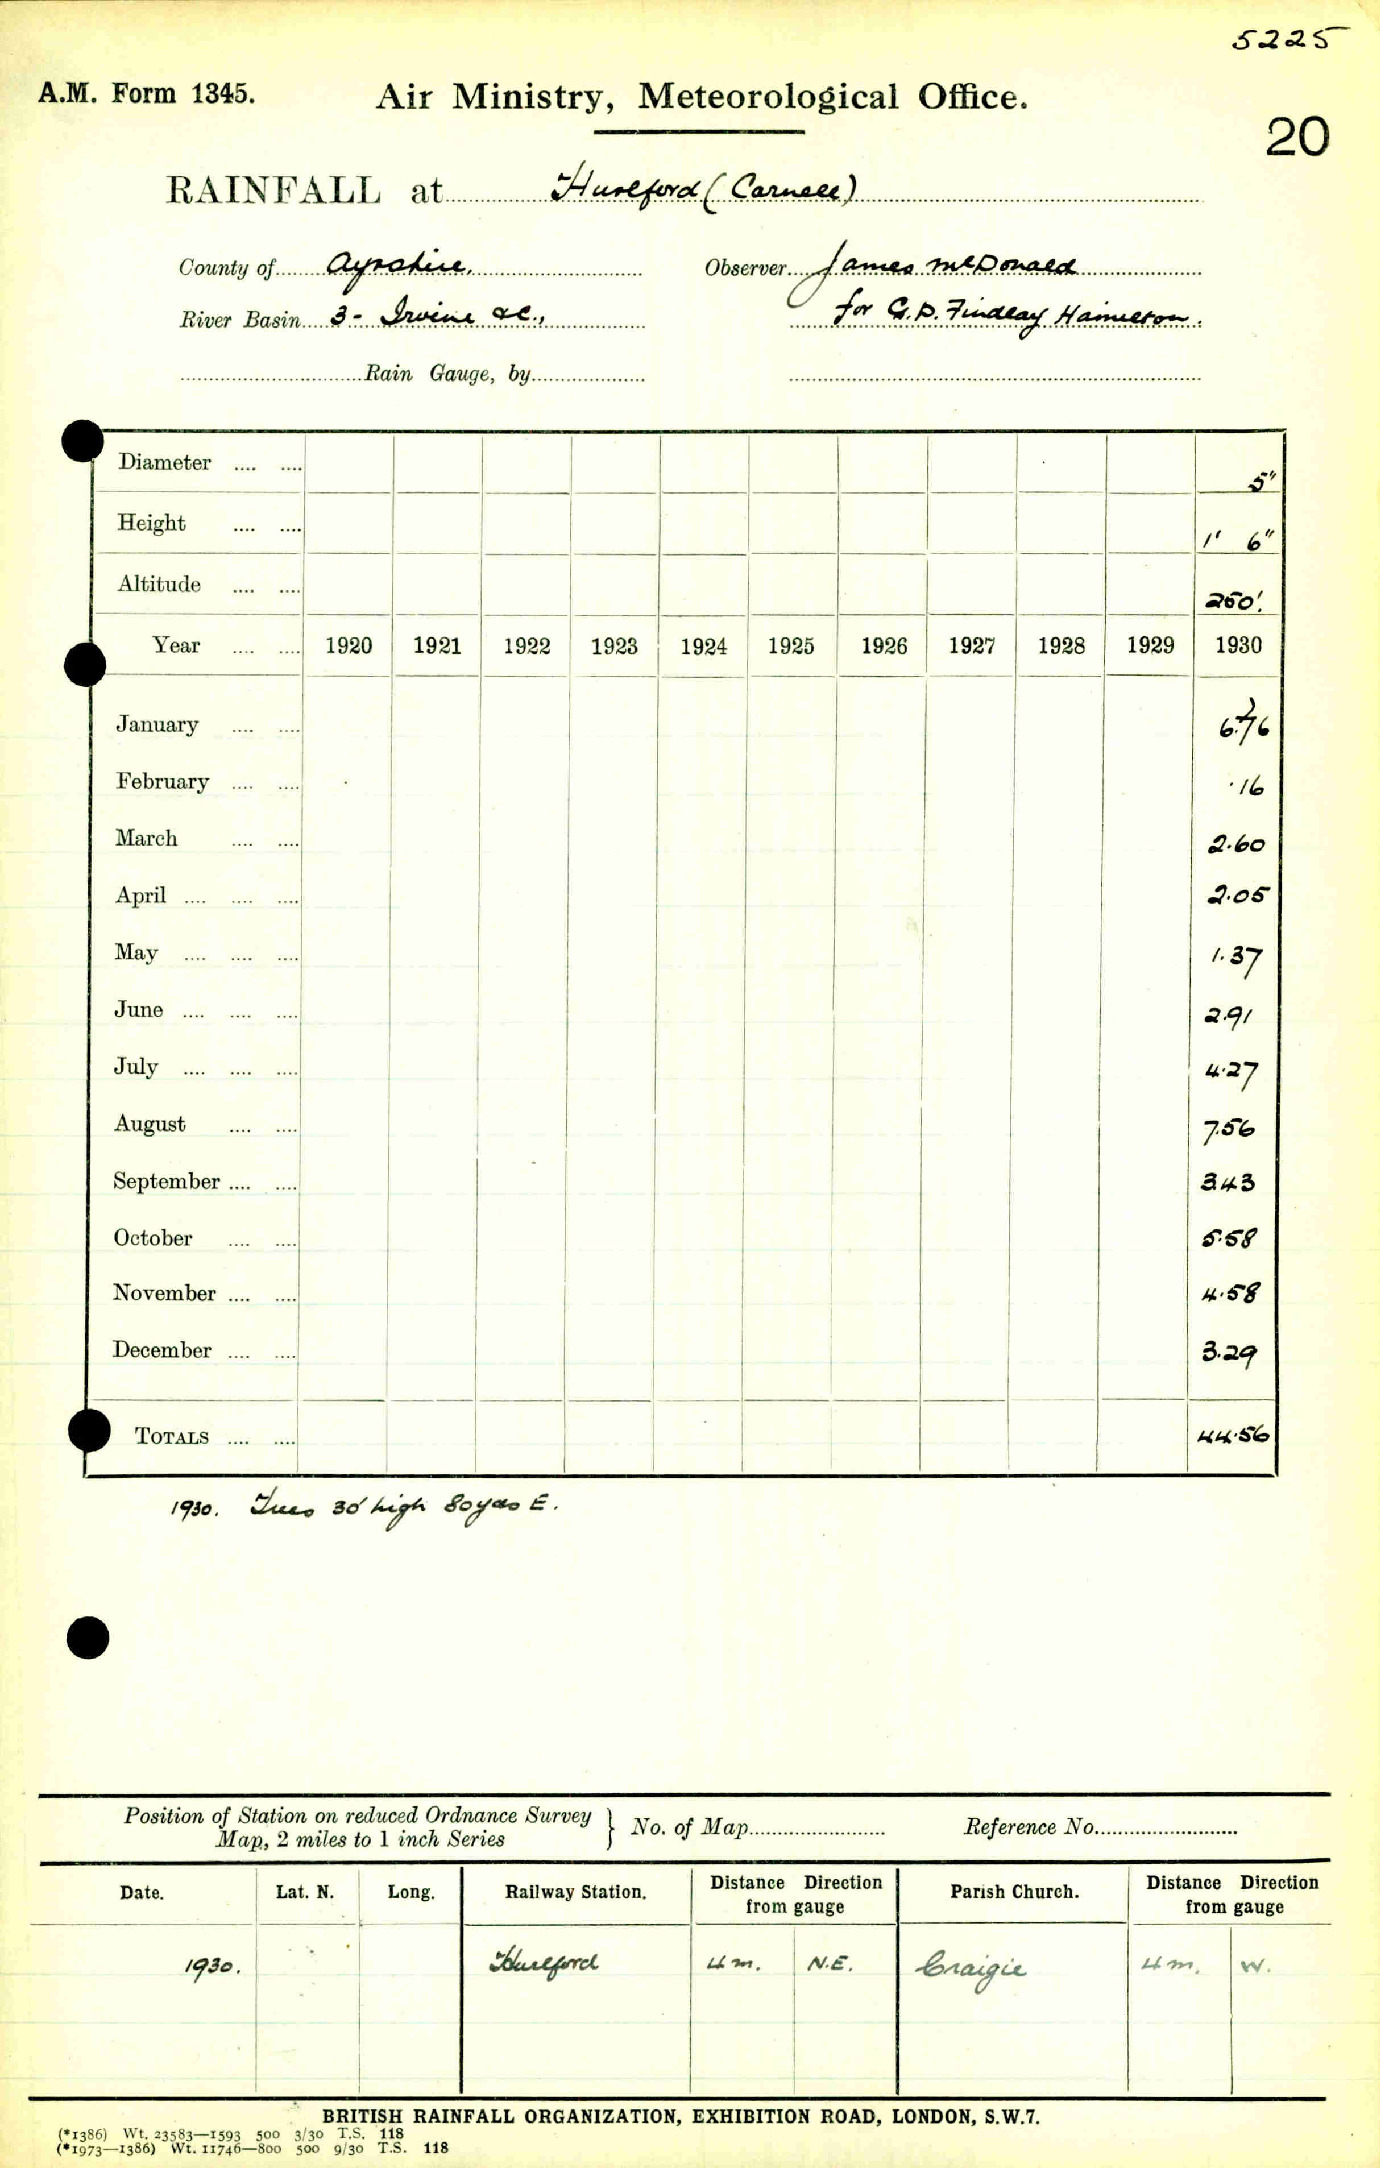 5225
A.M. Form 1345.
Air Ministry, Meteorological Office.
20
RAINFALL at Hurlford (Carnell)
County of Ayrshire. Observer James McDonald
River Basin 3 - Irvine &c., for G.D. Findlay Hamilton.
Rain Gauge, by
Diameter 5"
Height 1' 6"
Altitude 250'.
Year 1920 1921 1922 1923 1924 1925 1926 1927 1928 1929 1930
January 6.76
February .16
March 2.60
April 2.05
May 1.37
June 2.91
July 4.27
August 7.56
September 3.43
October 5.58
November 4.58
December 3.29
TOTALS 44.56
1930. Trees 30' high 80 yds E.
Position of Station on reduced Ordnance Survey
Map, 2 miles to 1 inch Series } No. of Map Reference No.
Date. Lat. N. Long. Railway Station. Distance Direction from gauge Parish Church. Distance Direction from gauge
1930. Hurlford 4 m. N.E. Craigie 4 m. W.
BRITISH RAINFALL ORGANIZATION, EXHIBITION ROAD, LONDON, S.W.7.
(*1386) Wt. 23583—1593 500 3/30 T.S. 118
(*1973—1386) Wt. 11746—800 500 9/30 T.S. 118